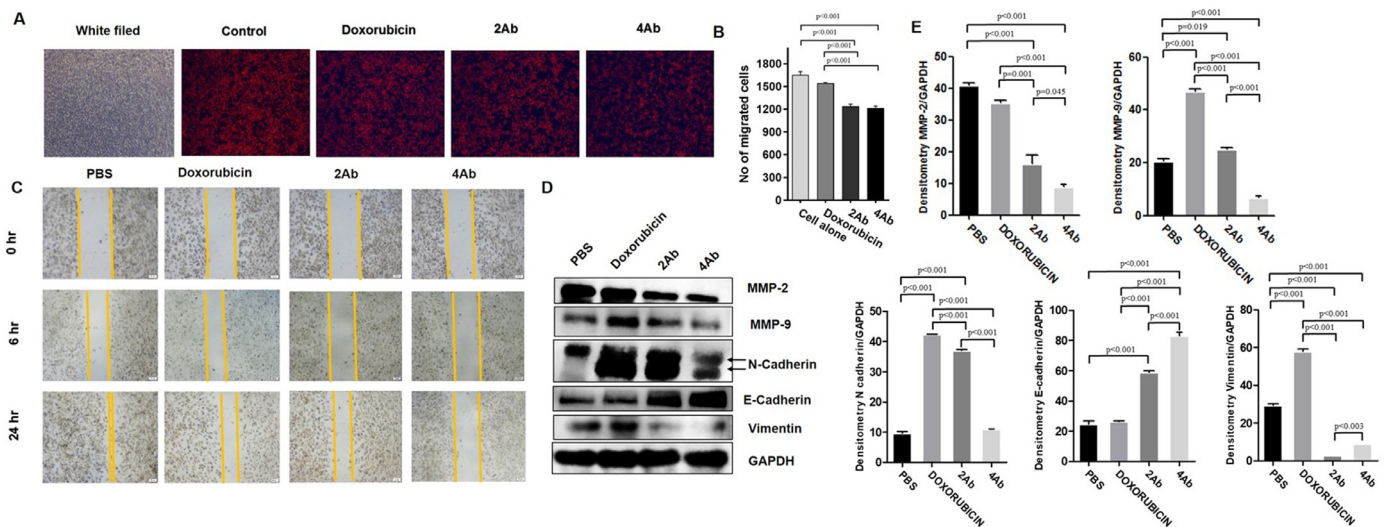 A
White filed
Control
Doxorubicin
2Ab
4Ab
B
p<0.001
p<0.001
p<0.001
p<0.001
No of migrated cells
1800
1500
1200
900
600
300
0
Cell alone
Doxorubicin
2Ab
4Ab
C
PBS
Doxorubicin
2Ab
4Ab
0 hr
6 hr
24 hr
D
PBS
Doxorubicin
2Ab
4Ab
MMP-2
MMP-9
N-Cadherin
E-Cadherin
Vimentin
GAPDH
E
p<0.001
p<0.001
p<0.001
p=0.001
p=0.045
Densitometry MMP-2/GAPDH
50
40
30
20
10
0
PBS
DOXORUBICIN
2Ab
4Ab
p<0.001
p=0.019
p<0.001
p<0.001
p<0.001
p<0.001
Densitometry MMP-9/GAPDH
60
40
20
0
PBS
DOXORUBICIN
2Ab
4Ab
p<0.001
p<0.001
p<0.001
p<0.001
p<0.001
Densitometry N cadherin/GAPDH
50
40
30
20
10
0
PBS
DOXORUBICIN
2Ab
4Ab
p<0.001
p<0.001
p<0.001
p<0.001
p<0.001
Densitometry E-cadherin/GAPDH
100
80
60
40
20
0
PBS
DOXORUBICIN
2Ab
4Ab
p<0.001
p<0.001
p<0.001
p<0.001
p<0.001
p<0.003
Densitometry Vimentin/GAPDH
80
60
40
20
0
PBS
DOXORUBICIN
2Ab
4Ab